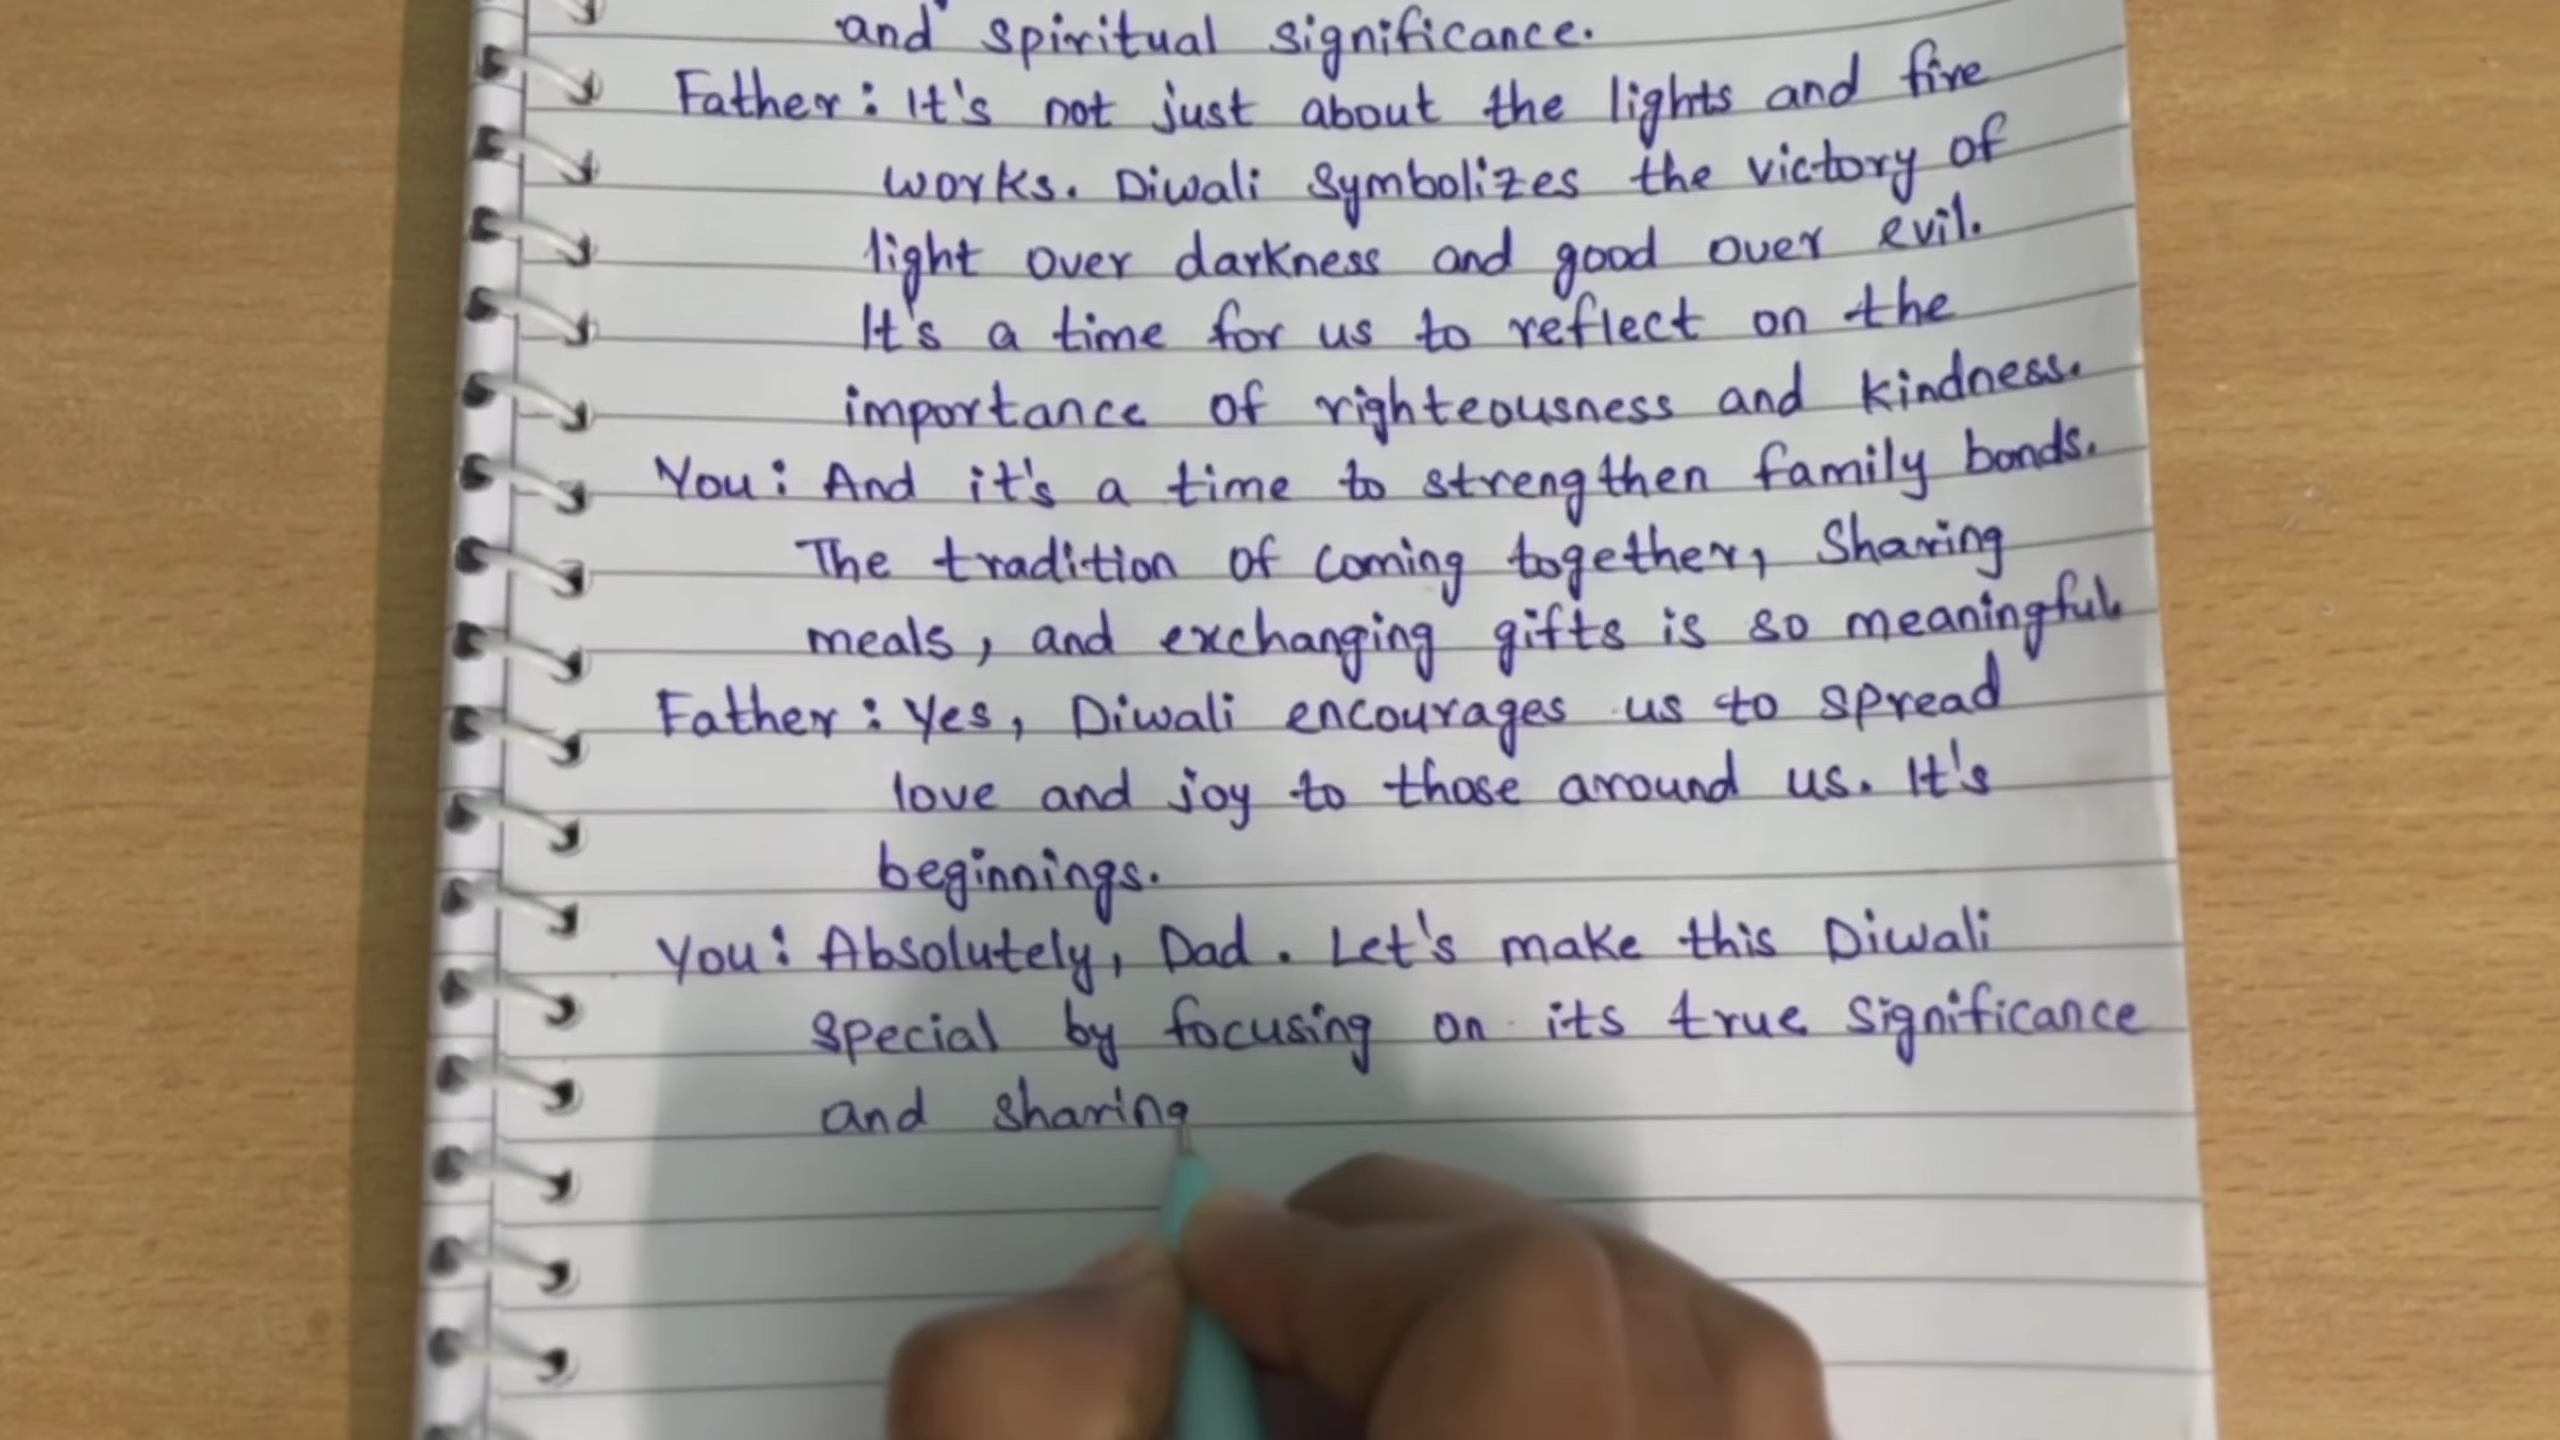 and spiritual significance.
Father: It's not just about the lights and fire
works. Diwali symbolizes the victory of
light over darkness and good over evil.
It's a time for us to reflect on the
importance of righteousness and kindness.
You: And it's a time to strengthen family bonds.
The tradition of coming together, sharing
meals, and exchanging gifts is so meaningful.
Father: Yes, Diwali encourages us to spread
love and joy to those around us. It's
beginnings.
You: Absolutely, Dad. Let's make this Diwali
special by focusing on its true significance
and sharing